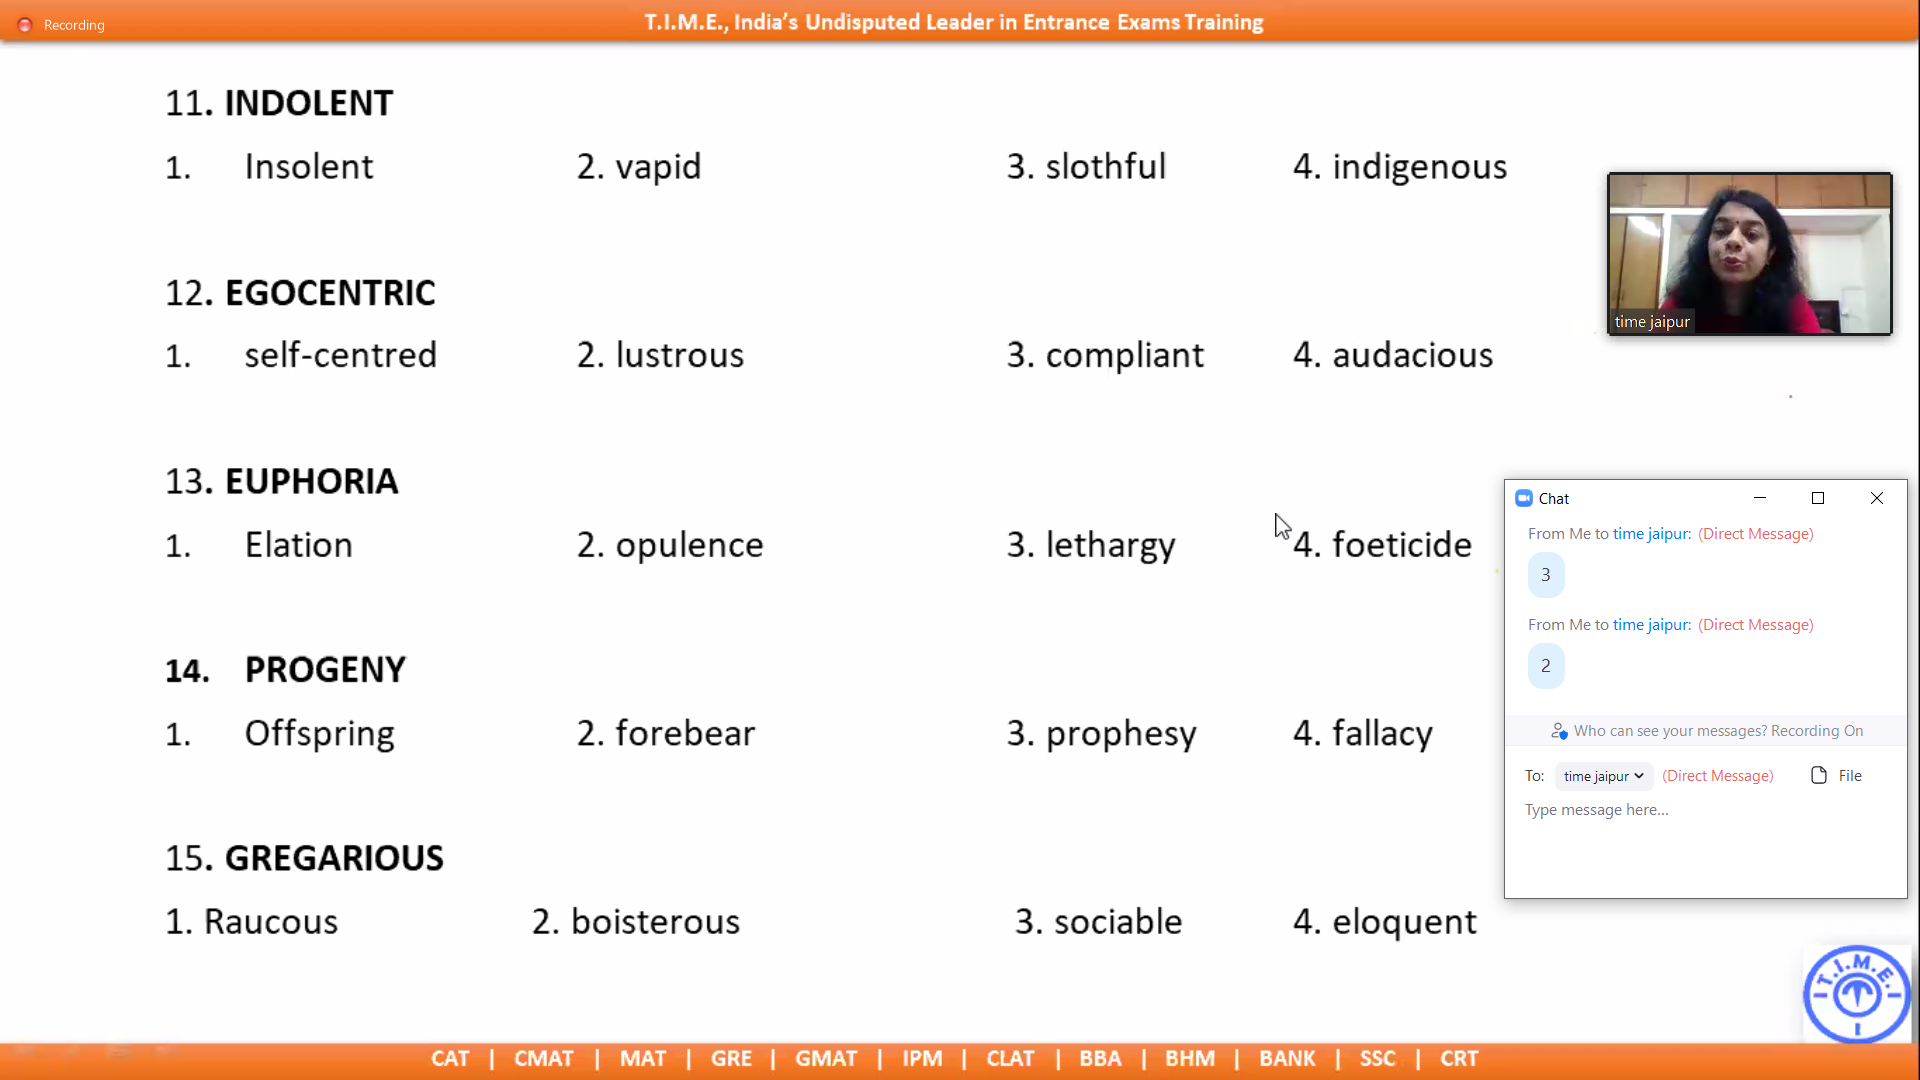 Recording
T.I.M.E., India's Undisputed Leader in Entrance Exams Training
11. INDOLENT
1. Insolent 2. vapid 3. slothful 4. indigenous
12. EGOCENTRIC
1. self-centred 2. lustrous 3. compliant 4. audacious
13. EUPHORIA
1. Elation 2. opulence 3. lethargy 4. foeticide
14. PROGENY
1. Offspring 2. forebear 3. prophesy 4. fallacy
15. GREGARIOUS
1. Raucous 2. boisterous 3. sociable 4. eloquent
time jaipur
Chat
From Me to time jaipur: (Direct Message)
3
From Me to time jaipur: (Direct Message)
2
Who can see your messages? Recording On
To: time jaipur (Direct Message) File
Type message here...
T.I.M.E.
CAT | CMAT | MAT | GRE | GMAT | IPM | CLAT | BBA | BHM | BANK | SSC | CRT